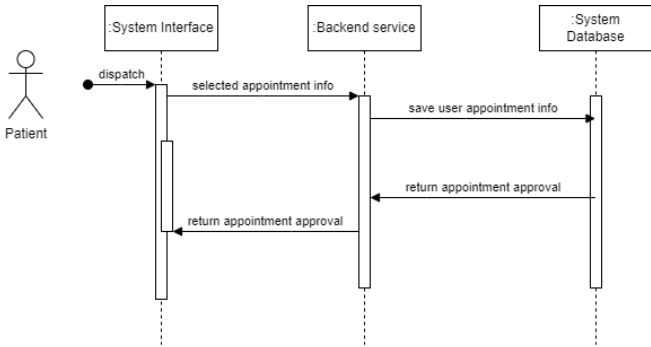 :System Interface
:Backend service
:System
Database
dispatch
selected appointment info
save user appointment info
Patient
return appointment approval
return appointment approval